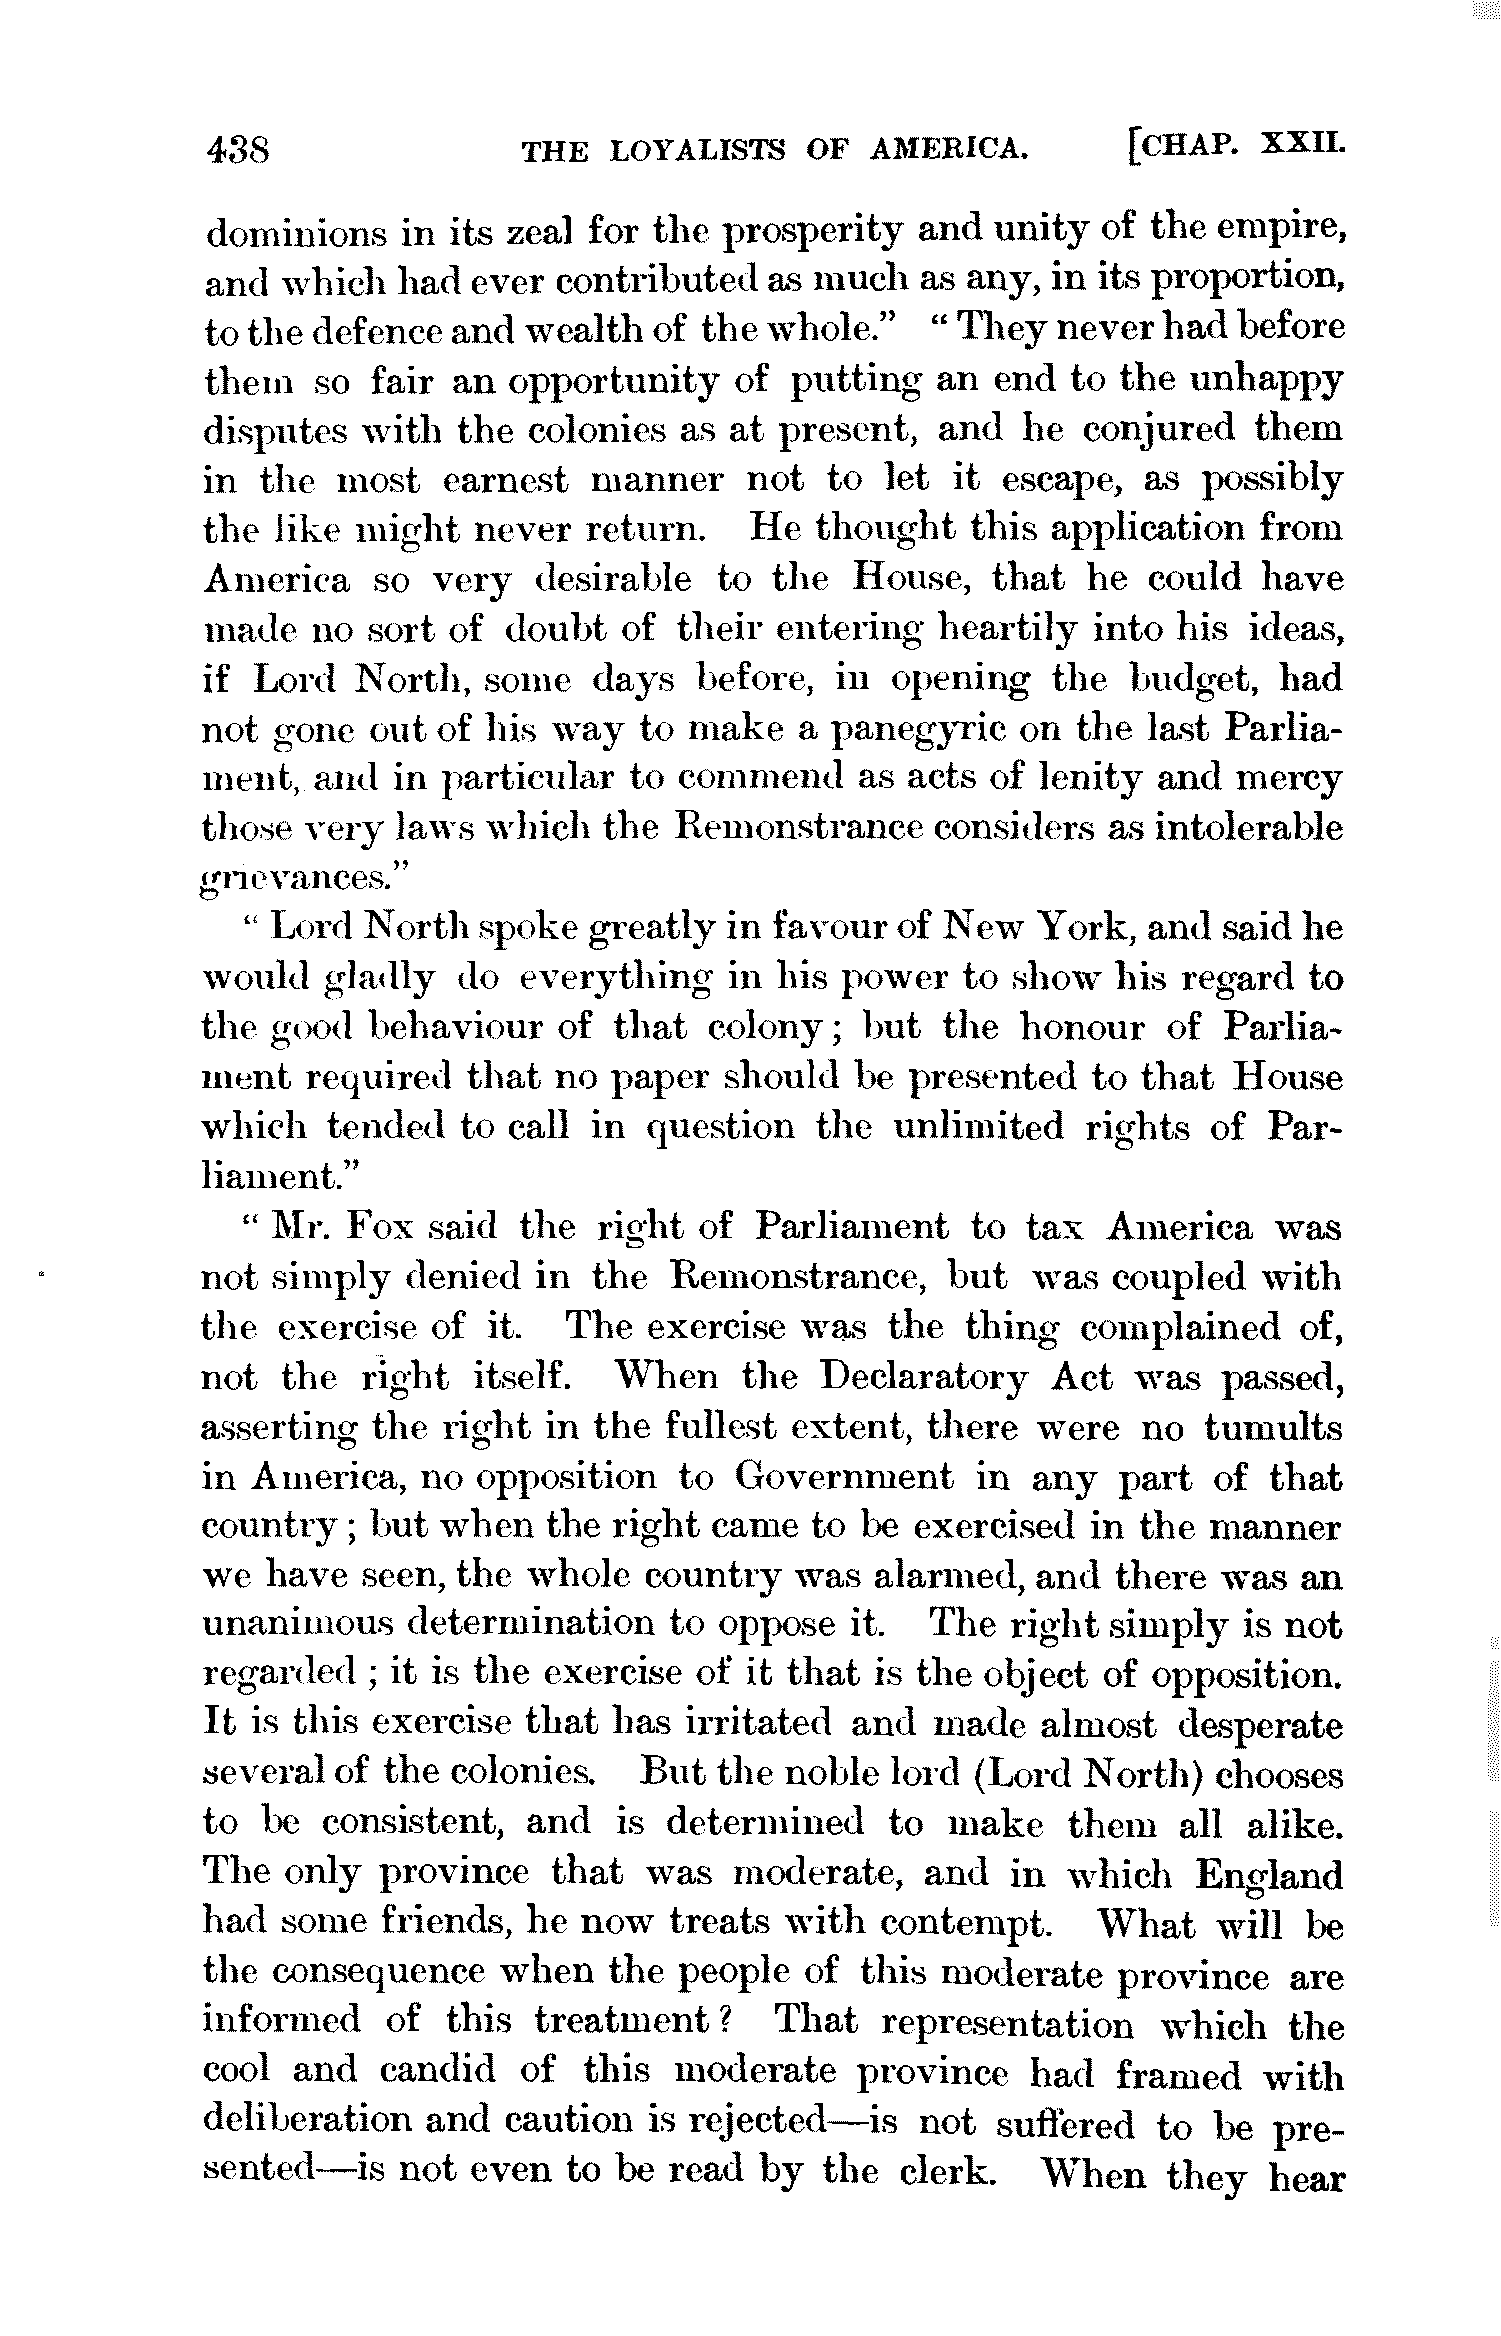 438 THE LOYALISTS OF AMERICA. [CHAP. XXII.
dominions in its zeal for the prosperity and unity of the empire,
and which had ever contributed as much as any, in its proportion,
to the defence and wealth of the whole." "They never had before
them so fair an opportunity of putting an end to the unhappy
disputes with the colonies as at present, and he conjured them
in the most earnest manner not to let it escape, as possibly
the like might never return. He thought this application from
America so very desirable to the House, that he could have
made no sort of doubt of their entering heartily into his ideas,
if Lord North, some days before, in opening the budget, had
not gone out of his way to make a panegyric on the last Parlia-
ment, and in particular to commend as acts of lenity and mercy
those very laws which the Remonstrance considers as intolerable
grievances."
"Lord North spoke greatly in favour of New York, and said he
would gladly do everything in his power to show his regard to
the good behaviour of that colony; but the honour of Parlia-
ment required that no paper should be presented to that House
which tended to call in question the unlimited rights of Par-
liament."
"Mr. Fox said the right of Parliament to tax America was
not simply denied in the Remonstrance, but was coupled with
the exercise of it. The exercise was the thing complained of,
not the right itself. When the Declaratory Act was passed,
asserting the right in the fullest extent, there were no tumults
in America, no opposition to Government in any part of that
country; but when the right came to be exercised in the manner
we have seen, the whole country was alarmed, and there was an
unanimous determination to oppose it. The right simply is not
regarded; it is the exercise of it that is the object of opposition.
It is this exercise that has irritated and made almost desperate
several of the colonies. But the noble lord (Lord North) chooses
to be consistent, and is determined to make them all alike.
The only province that was moderate, and in which England
had some friends, he now treats with contempt. What will be
the consequence when the people of this moderate province are
informed of this treatment? That representation which the
cool and candid of this moderate province had framed with
deliberation and caution is rejected—is not suffered to be pre-
sented—is not even to be read by the clerk. When they hear